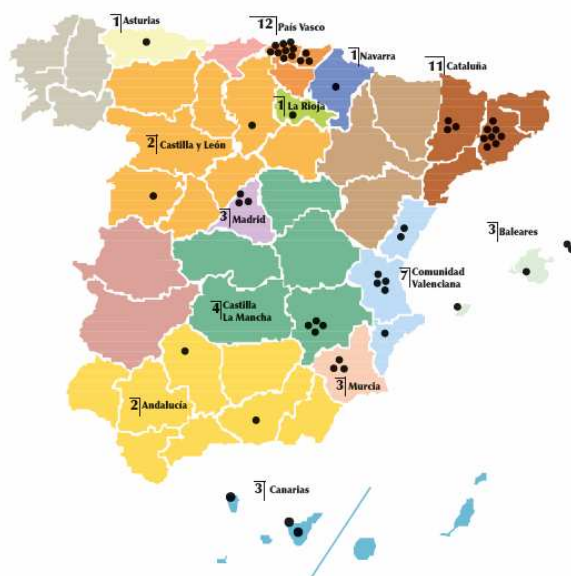 1 Asturias
12 País Vasco
1 Navarra
11 Cataluña
1 La Rioja
2 Castilla y León
3 Madrid
3 Baleares
7 Comunidad
Valenciana
4 Castilla
La Mancha
3 Murcia
2 Andalucía
3 Canarias